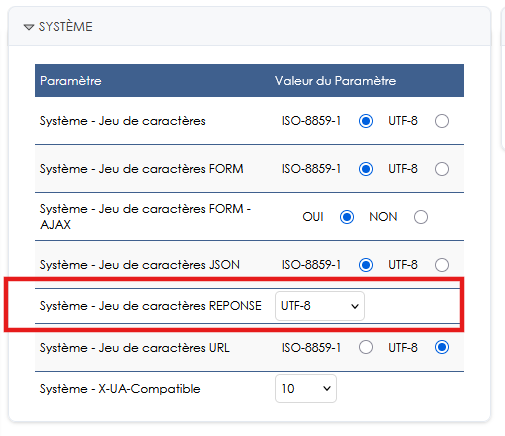 SYSTÈME
Paramètre Valeur du Paramètre
Système - Jeu de caractères ISO-8859-1 UTF-8
Système - Jeu de caractères FORM ISO-8859-1 UTF-8
Système - Jeu de caractères FORM -
AJAX OUI NON
Système - Jeu de caractères JSON ISO-8859-1 UTF-8
Système - Jeu de caractères REPONSE UTF-8
Système - Jeu de caractères URL ISO-8859-1 UTF-8
Système - X-UA-Compatible 10